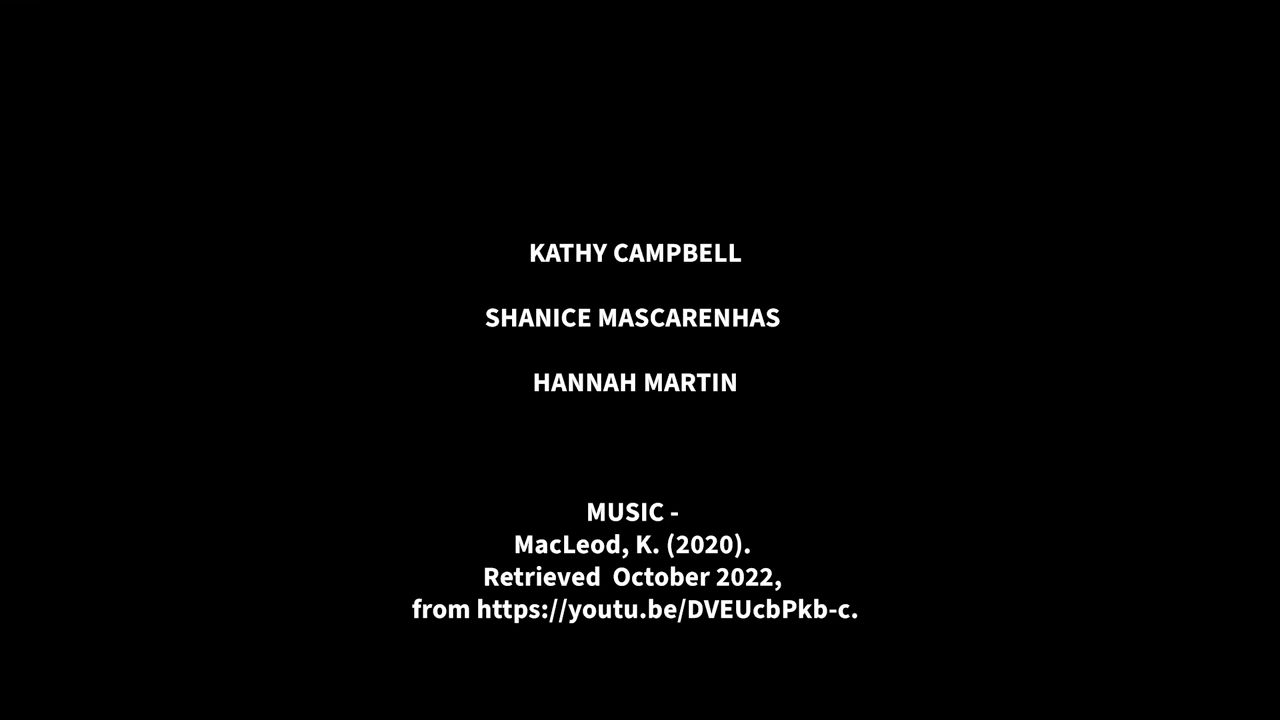 KATHY CAMPBELL
SHANICE MASCARENHAS
HANNAH MARTIN
MUSIC -
MacLeod, K. (2020).
Retrieved  October 2022,
from https://youtu.be/DVEUcbPkb-c.